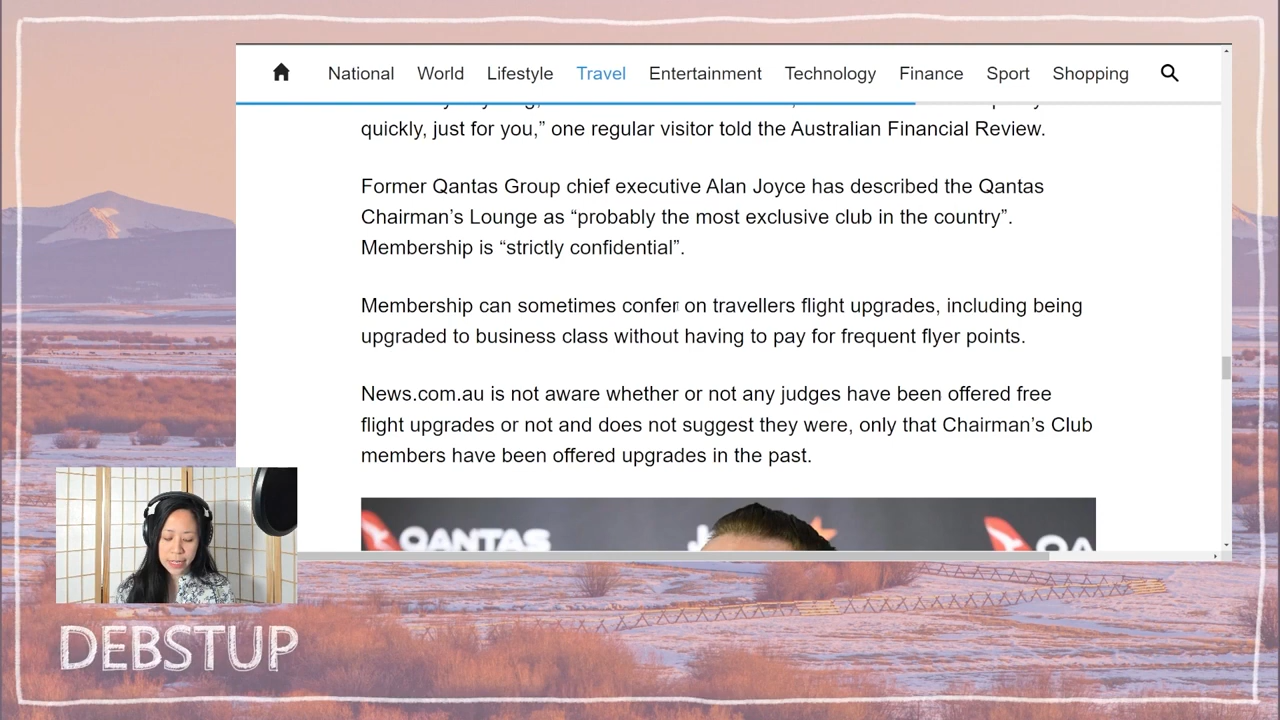 National World Lifestyle Travel Entertainment Technology Finance Sport Shopping
quickly, just for you,” one regular visitor told the Australian Financial Review.
Former Qantas Group chief executive Alan Joyce has described the Qantas
Chairman’s Lounge as “probably the most exclusive club in the country”.
Membership is “strictly confidential”.
Membership can sometimes confer on travellers flight upgrades, including being
upgraded to business class without having to pay for frequent flyer points.
News.com.au is not aware whether or not any judges have been offered free
flight upgrades or not and does not suggest they were, only that Chairman’s Club
members have been offered upgrades in the past.
QANTAS
DEBSTUP